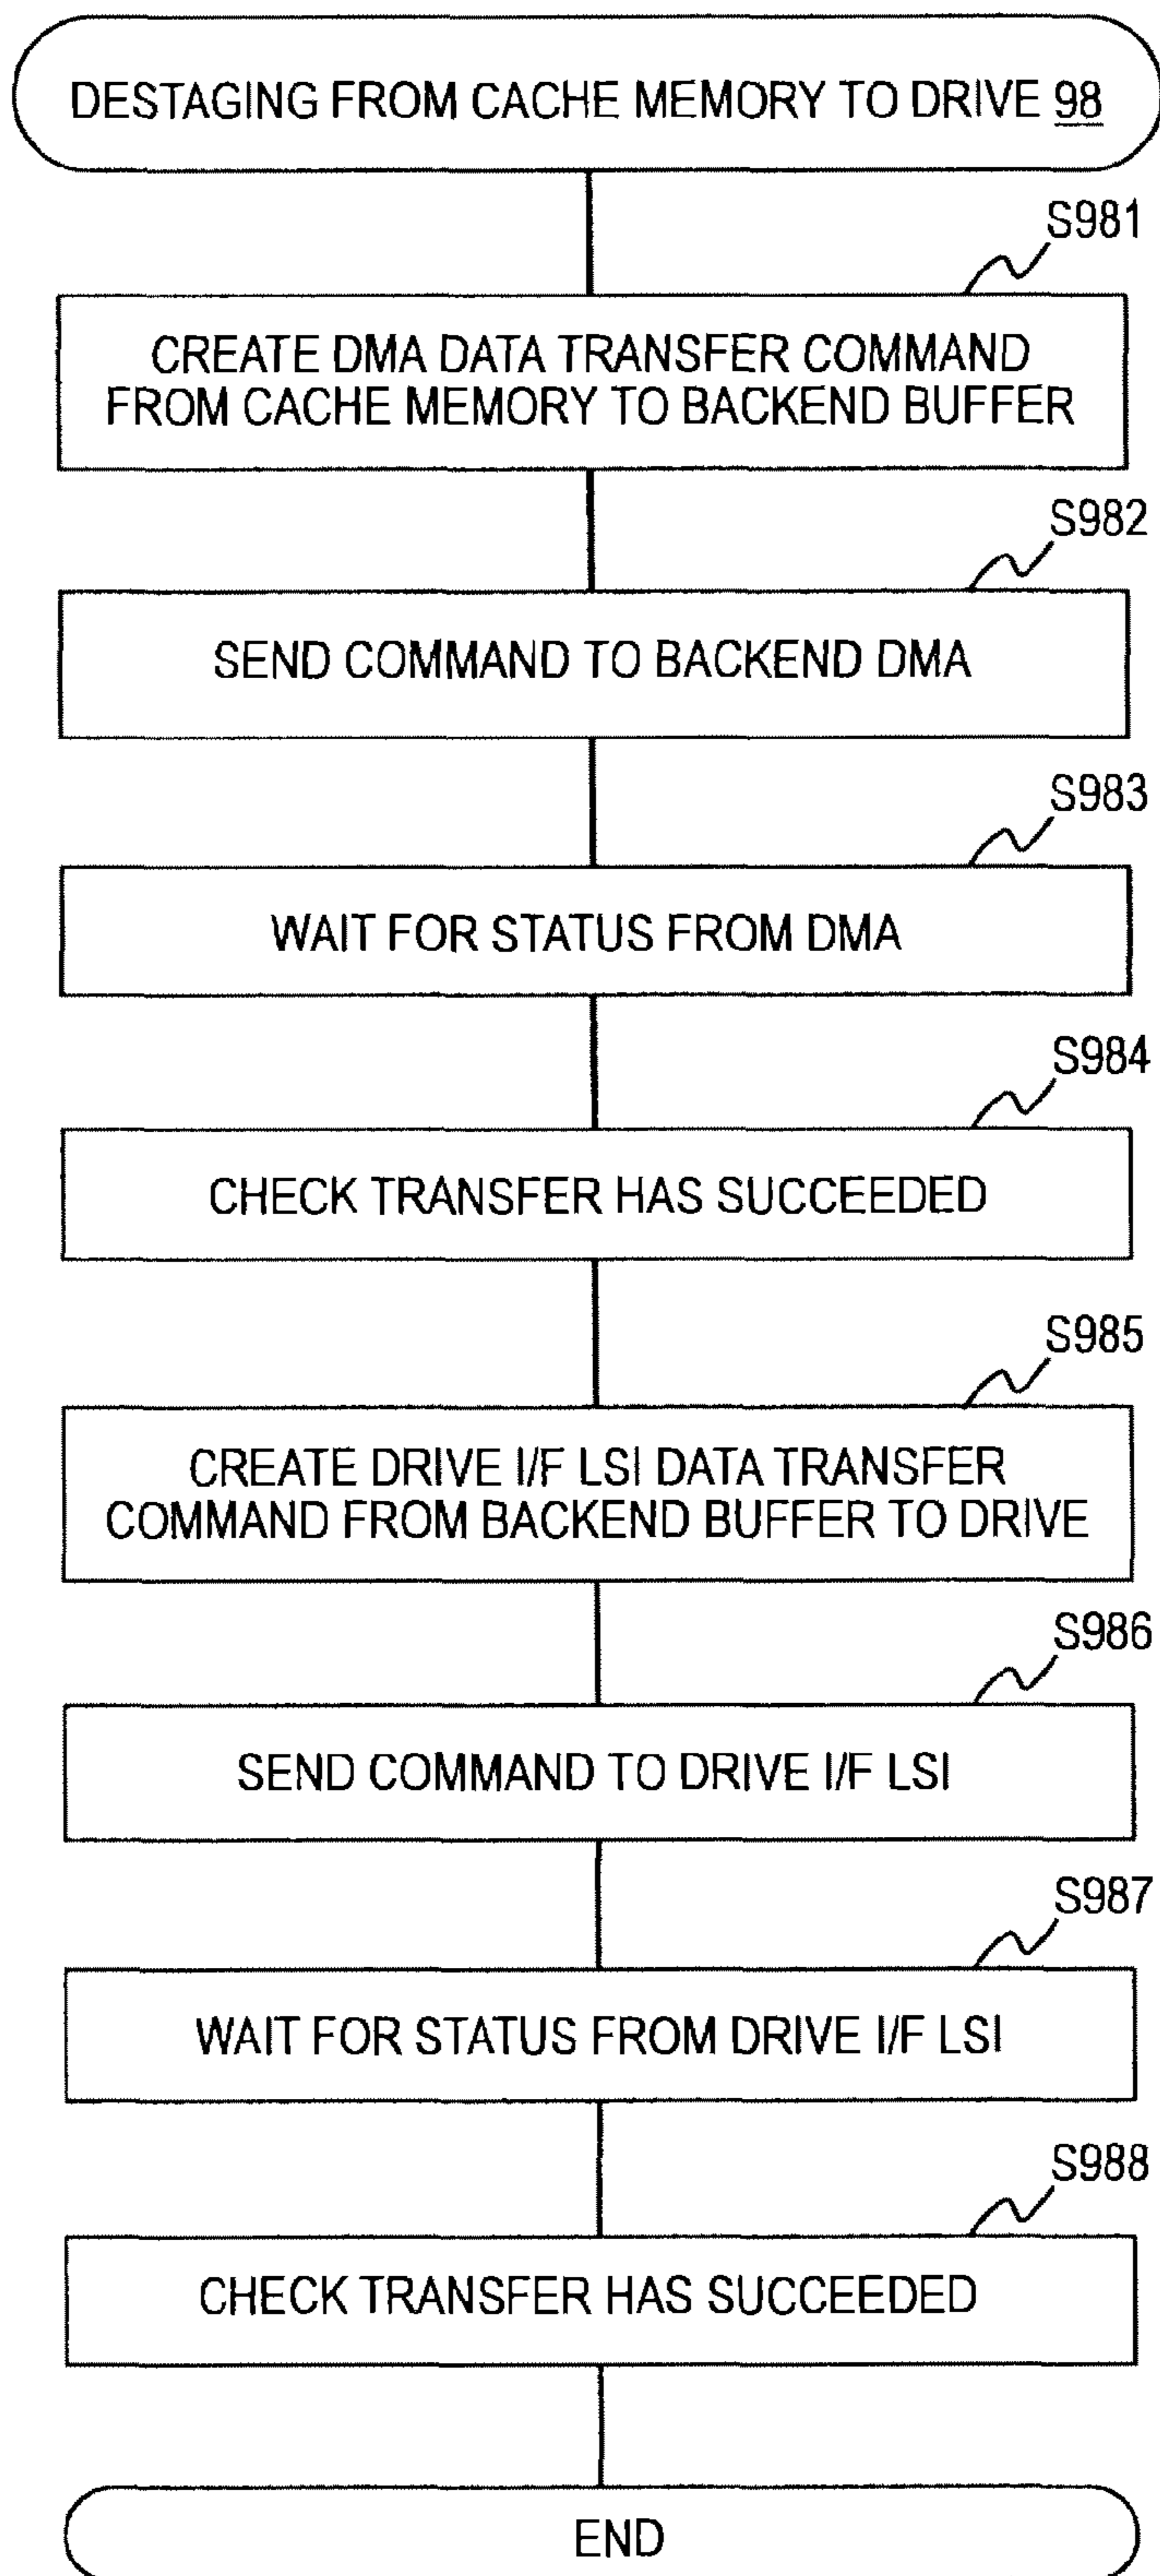 DESTAGING FROM CACHE MEMORY TO DRIVE 98
S981
CREATE DMA DATA TRANSFER COMMAND
FROM CACHE MEMORY TO BACKEND BUFFER
S982
SEND COMMAND TO BACKEND DMA
S983
WAIT FOR STATUS FROM DMA
S984
CHECK TRANSFER HAS SUCCEEDED
S985
CREATE DRIVE I/F LSI DATA TRANSFER
COMMAND FROM BACKEND BUFFER TO DRIVE
S986
SEND COMMAND TO DRIVE I/F LSI
S987
WAIT FOR STATUS FROM DRIVE I/F LSI
S988
CHECK TRANSFER HAS SUCCEEDED
END